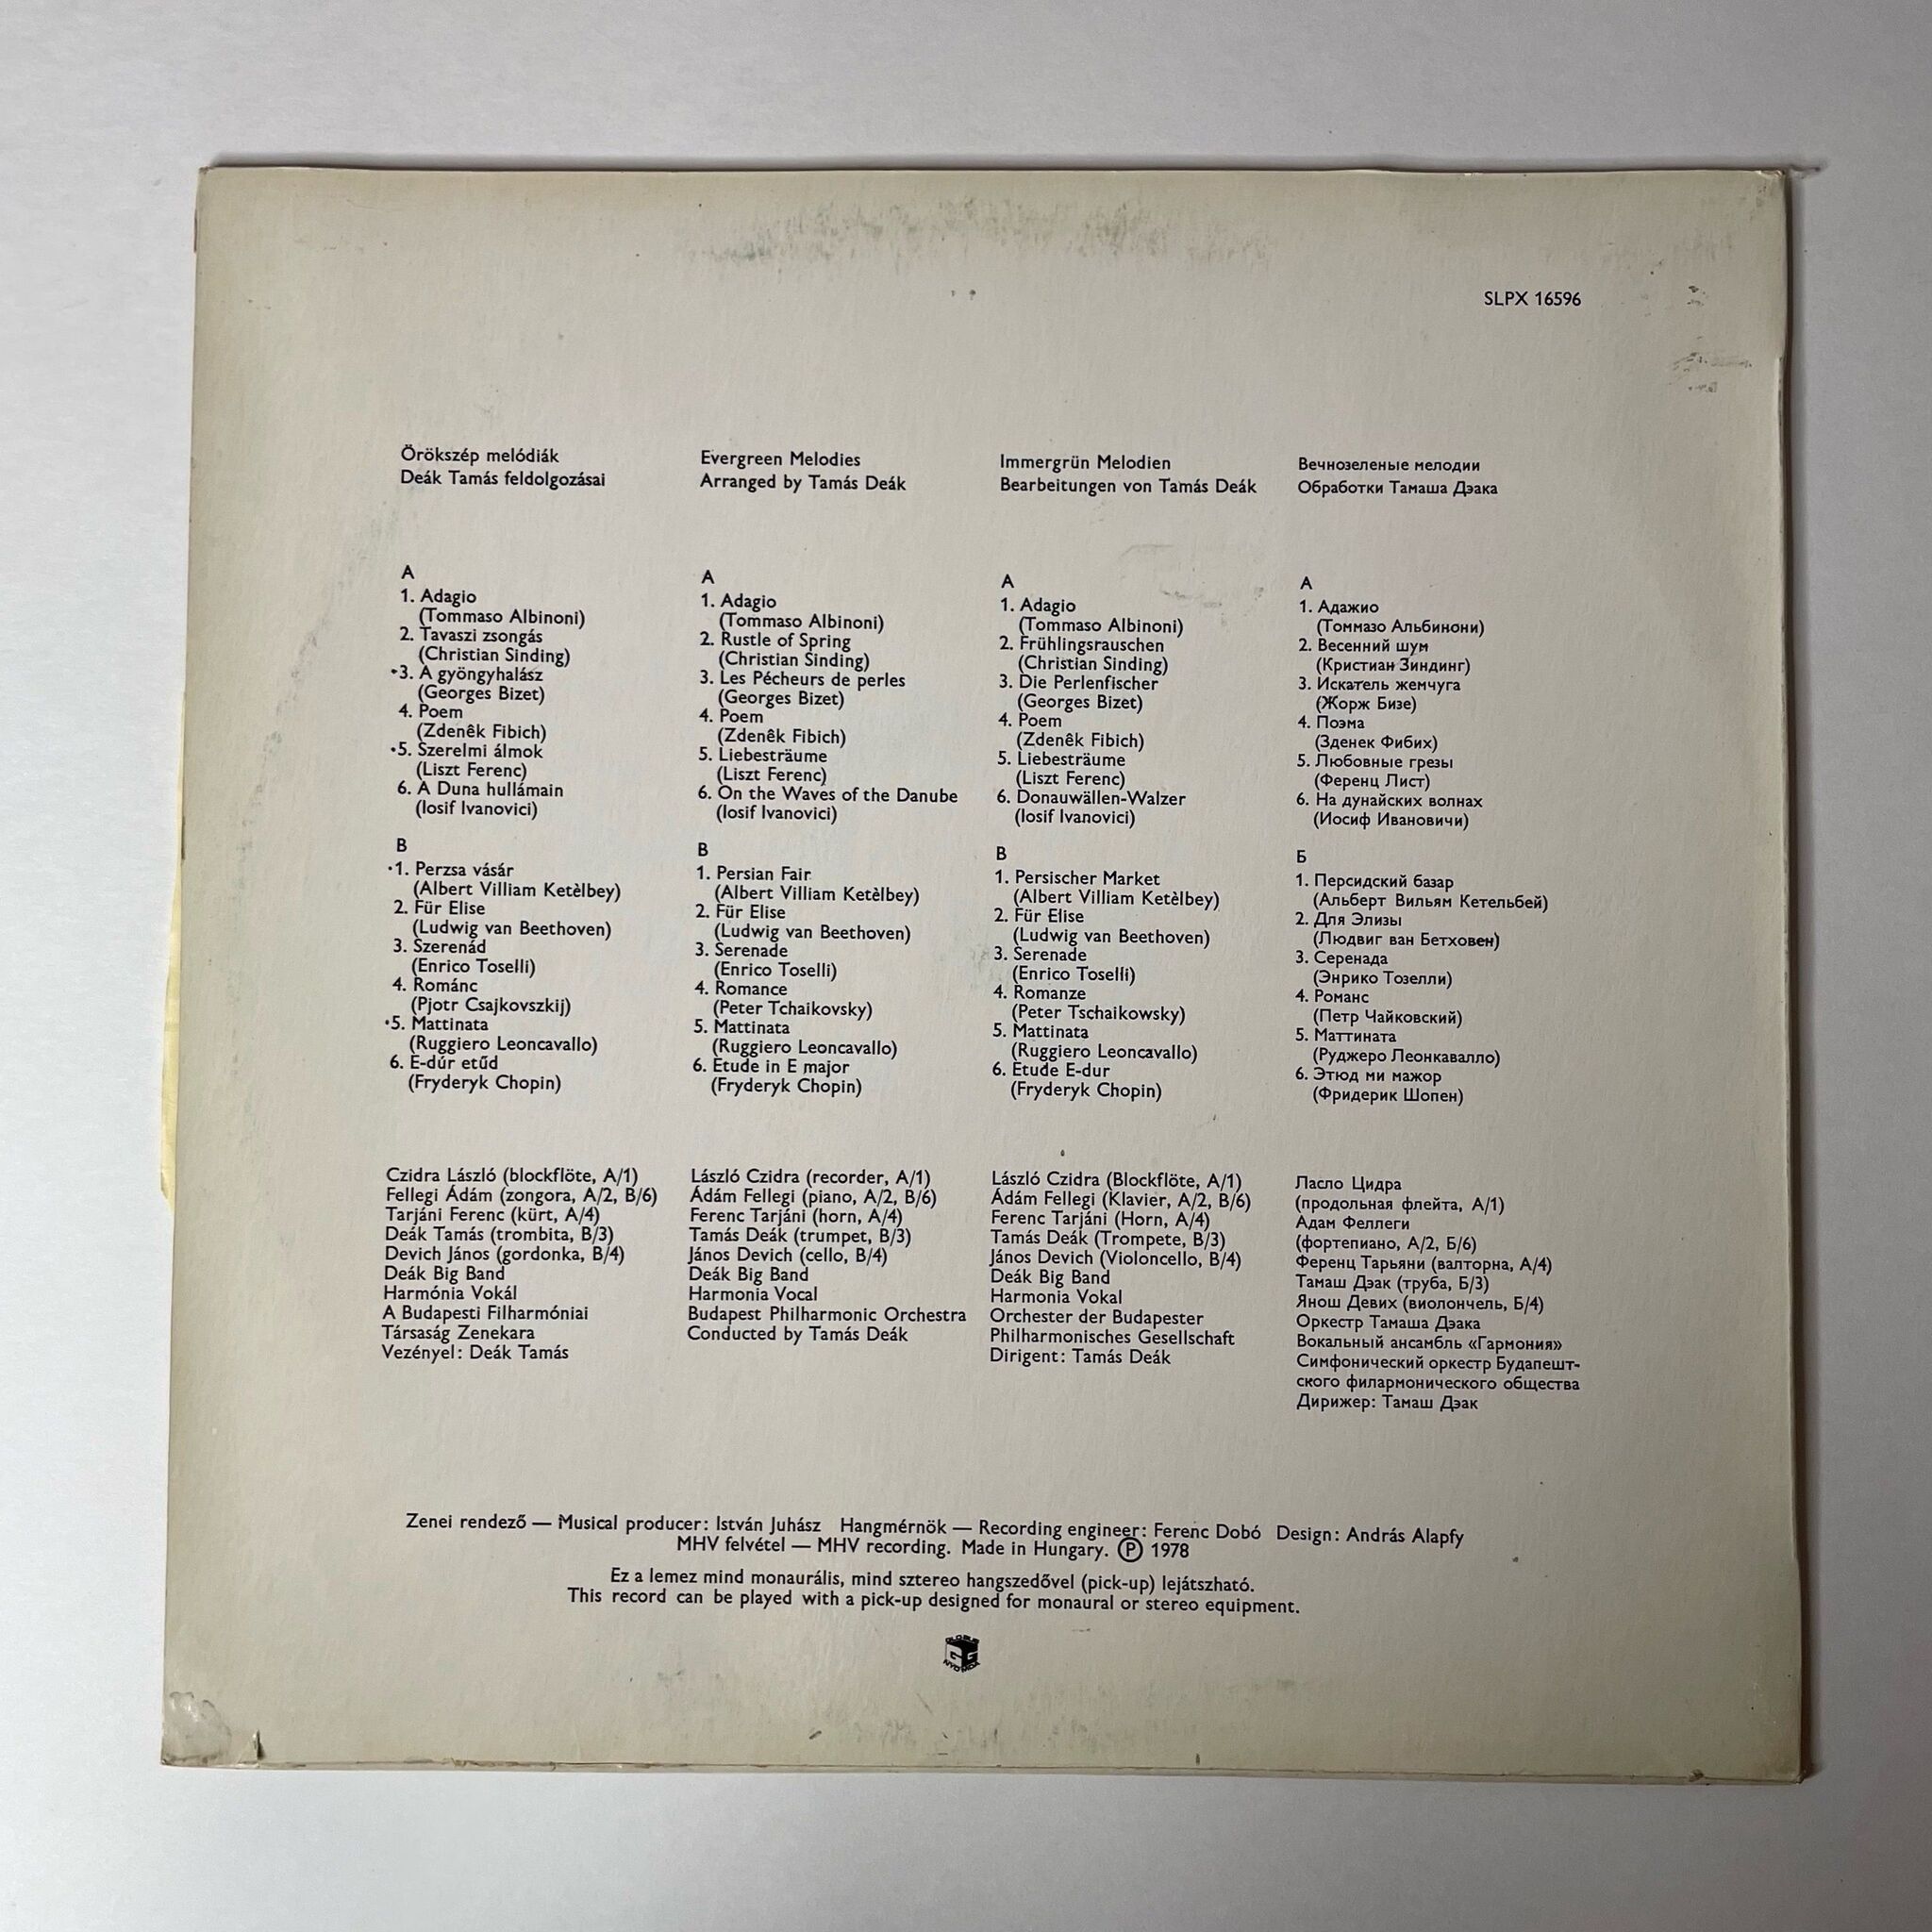 SLPX 16596
Örökszép melódiák
Deák Tamás feldolgozásai
A
1. Adagio
(Tommaso Albinoni)
2. Tavaszi zsongás
(Christian Sinding)
•3. A gyöngyhalász
(Georges Bizet)
4. Poem
(Zdenêk Fibich)
•5. Szerelmi álmok
(Liszt Ferenc)
6. A Duna hullámain
(Iosif Ivanovici)
B
•1. Perzsa vásár
(Albert Villiam Ketèlbey)
2. Für Elise
(Ludwig van Beethoven)
3. Szerenád
(Enrico Toselli)
4. Románc
(Pjotr Csajkovszkij)
•5. Mattinata
(Ruggiero Leoncavallo)
6. E-dúr etűd
(Fryderyk Chopin)
Czidra László (blockflöte, A/1)
Fellegi Ádám (zongora, A/2, B/6)
Tarjáni Ferenc (kürt, A/4)
Deák Tamás (trombita, B/3)
Devich János (gordonka, B/4)
Deák Big Band
Harmónia Vokál
A Budapesti Filharmóniai
Társaság Zenekara
Vezényel: Deák Tamás
Evergreen Melodies
Arranged by Tamás Deák
A
1. Adagio
(Tommaso Albinoni)
2. Rustle of Spring
(Christian Sinding)
3. Les Pécheurs de perles
(Georges Bizet)
4. Poem
(Zdenêk Fibich)
5. Liebesträume
(Liszt Ferenc)
6. On the Waves of the Danube
(Iosif Ivanovici)
B
1. Persian Fair
(Albert Villiam Ketèlbey)
2. Für Elise
(Ludwig van Beethoven)
3. Serenade
(Enrico Toselli)
4. Romance
(Peter Tchaikovsky)
5. Mattinata
(Ruggiero Leoncavallo)
6. Etude in E major
(Fryderyk Chopin)
László Czidra (recorder, A/1)
Ádám Fellegi (piano, A/2, B/6)
Ferenc Tarjáni (horn, A/4)
Tamás Deák (trumpet, B/3)
János Devich (cello, B/4)
Deák Big Band
Harmonia Vocal
Budapest Philharmonic Orchestra
Conducted by Tamás Deák
Immergrün Melodien
Bearbeitungen von Tamás Deák
A
1. Adagio
(Tommaso Albinoni)
2. Frühlingsrauschen
(Christian Sinding)
3. Die Perlenfischer
(Georges Bizet)
4. Poem
(Zdenêk Fibich)
5. Liebesträume
(Liszt Ferenc)
6. Donauwällen-Walzer
(Iosif Ivanovici)
B
1. Persischer Market
(Albert Villiam Ketèlbey)
2. Für Elise
(Ludwig van Beethoven)
3. Serenade
(Enrico Toselli)
4. Romanze
(Peter Tschaikowsky)
5. Mattinata
(Ruggiero Leoncavallo)
6. Etude E-dur
(Fryderyk Chopin)
László Czidra (Blockflöte, A/1)
Ádám Fellegi (Klavier, A/2, B/6)
Ferenc Tarjáni (Horn, A/4)
Tamás Deák (Trompete, B/3)
János Devich (Violoncello, B/4)
Deák Big Band
Harmonia Vokal
Orchester der Budapester
Philharmonisches Gesellschaft
Dirigent: Tamás Deák
Вечнозеленые мелодии
Обработки Тамаша Дэака
А
1. Адажио
(Томмазо Альбинони)
2. Весенний шум
(Кристиан Зиндинг)
3. Искатель жемчуга
(Жорж Бизе)
4. Поэма
(Зденек Фибих)
5. Любовные грезы
(Ференц Лист)
6. На дунайских волнах
(Иосиф Ивановичи)
Б
1. Персидский базар
(Альберт Вильям Кетельбей)
2. Для Элизы
(Людвиг ван Бетховен)
3. Серенада
(Энрико Тозелли)
4. Романс
(Петр Чайковский)
5. Маттината
(Руджеро Леонкавалло)
6. Этюд ми мажор
(Фридерик Шопен)
Ласло Цидра
(продольная флейта, А/1)
Адам Феллеги
(фортепиано, А/2, Б/6)
Ференц Тарьяни (валторна, А/4)
Тамаш Дэак (труба, Б/3)
Янош Девих (виолончель, Б/4)
Оркестр Тамаша Дэака
Вокальный ансамбль «Гармония»
Симфонический оркестр Будапешт-
ского филармонического общества
Дирижер: Тамаш Дэак
Zenei rendező — Musical producer: István Juhász Hangmérnök — Recording engineer: Ferenc Dobó Design: András Alapfy
MHV felvétel — MHV recording. Made in Hungary. Ⓟ 1978
Ez a lemez mind monaurális, mind sztereo hangszedővel (pick-up) lejátszható.
This record can be played with a pick-up designed for monaural or stereo equipment.
GLOBUS
NYOMDA